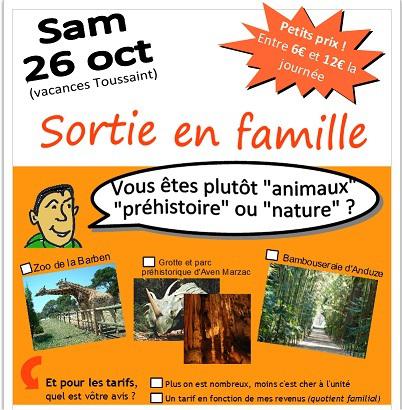 Sam
26 oct
(vacances Toussaint)
Petits prix !
Entre 6€ et 12€ la
journée
Sortie en famille
Vous êtes plutôt "animaux"
"préhistoire" ou "nature" ?
Zoo de la Barben
Grotte et parc
préhistorique d'Aven Marzac
Bambouseraie d'Anduze
Et pour les tarifs,
quel est vôtre avis ?
Plus on est nombreux, moins c'est cher à l'unité
Un tarif en fonction de mes revenus (quotient familial)